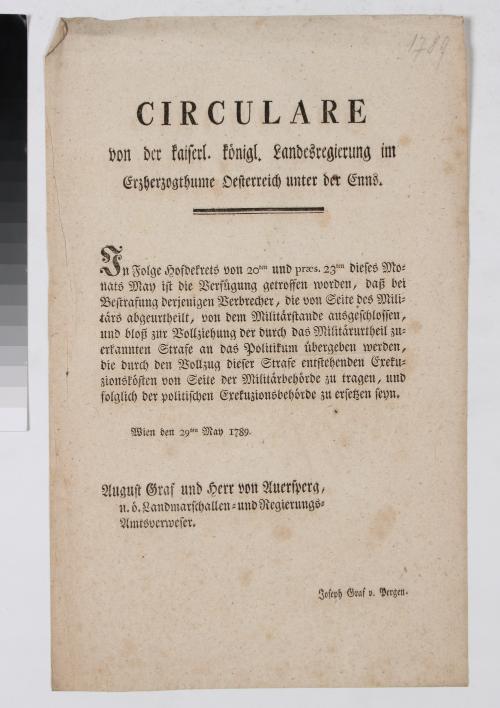 1789
CIRCULARE
von der kaiserl. königl. Landesregierung im
Erzherzogthume Oesterreich unter der Enns.
In Folge Hofdekrets von 20ten und præs. 23ten dieses Mo-
nats May ist die Verfügung getroffen worden, daß bei
Bestrafung derjenigen Verbrecher, die von Seite des Mili-
tärs abgeurtheilt, von dem Militärstande ausgeschlossen,
und bloß zur Vollziehung der durch das Militärurtheil zu-
erkannten Strafe an das Politikum übergeben werden,
die durch den Vollzug dieser Strafe entstehenden Exeku-
zionskösten von Seite der Militärbehörde zu tragen, und
folglich der politischen Exekuzionsbehörde zu ersetzen seyn.
Wien den 29ten May 1789.
August Graf und Herr von Auersperg,
n. ö. Landmarschallen- und Regierungs-
Amtsverweser.
Joseph Graf v. Pergen.